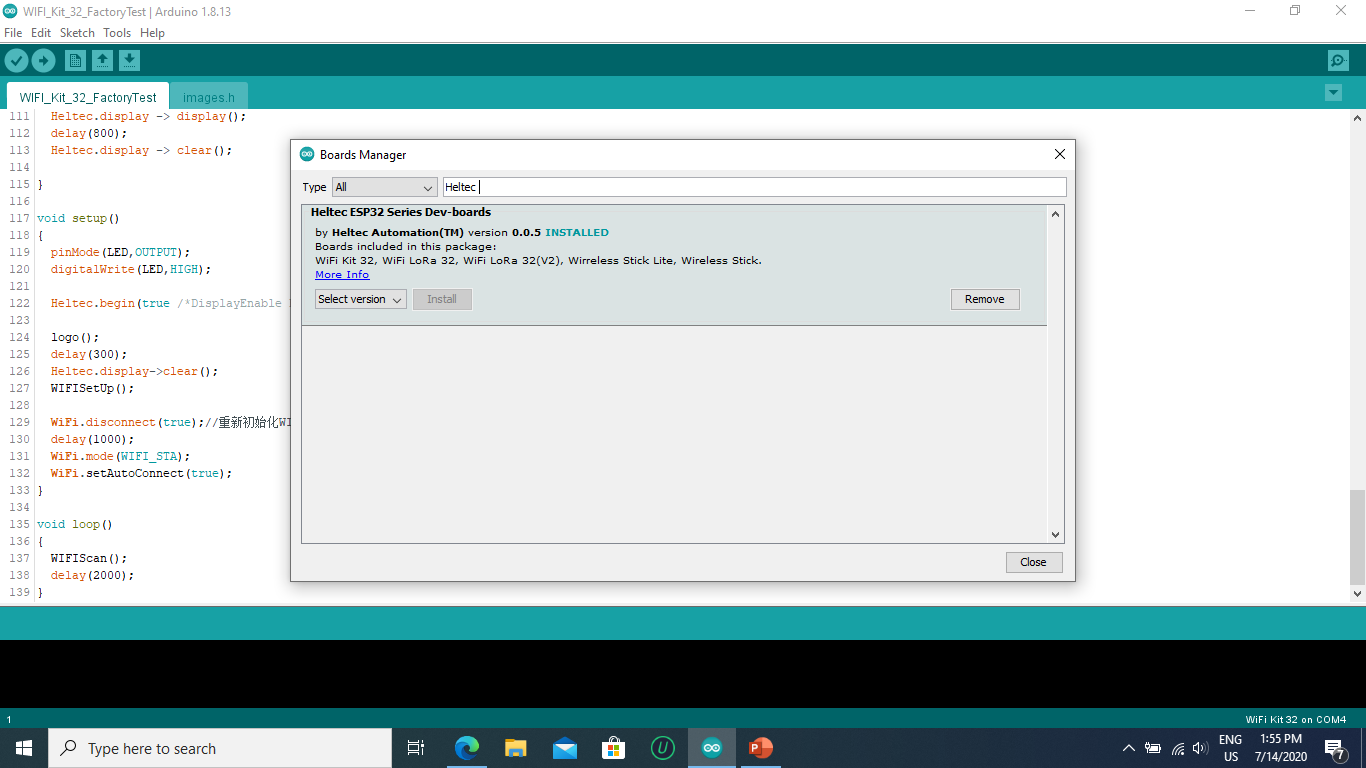 WIFI_Kit_32_FactoryTest | Arduino 1.8.13
File Edit Sketch Tools Help
WIFI_Kit_32_FactoryTest images.h
111 Heltec.display -> display();
112 delay(800);
113 Heltec.display -> clear();
114
115 }
116
117 void setup()
118 {
119 pinMode(LED,OUTPUT);
120 digitalWrite(LED,HIGH);
121
122 Heltec.begin(true /*DisplayEnable
123
124 logo();
125 delay(300);
126 Heltec.display->clear();
127 WIFISetUp();
128
129 WiFi.disconnect(true);//重新初始化WI
130 delay(1000);
131 WiFi.mode(WIFI_STA);
132 WiFi.setAutoConnect(true);
133 }
134
135 void loop()
136 {
137 WIFIScan();
138 delay(2000);
139 }
Boards Manager
Type All Heltec
Heltec ESP32 Series Dev-boards
by Heltec Automation(TM) version 0.0.5 INSTALLED
Boards included in this package:
WiFi Kit 32, WiFi LoRa 32, WiFi LoRa 32(V2), Wirreless Stick Lite, Wireless Stick.
More Info
Select version Install Remove
Close
1 WiFi Kit 32 on COM4
Type here to search
ENG
US
1:55 PM
7/14/2020
7